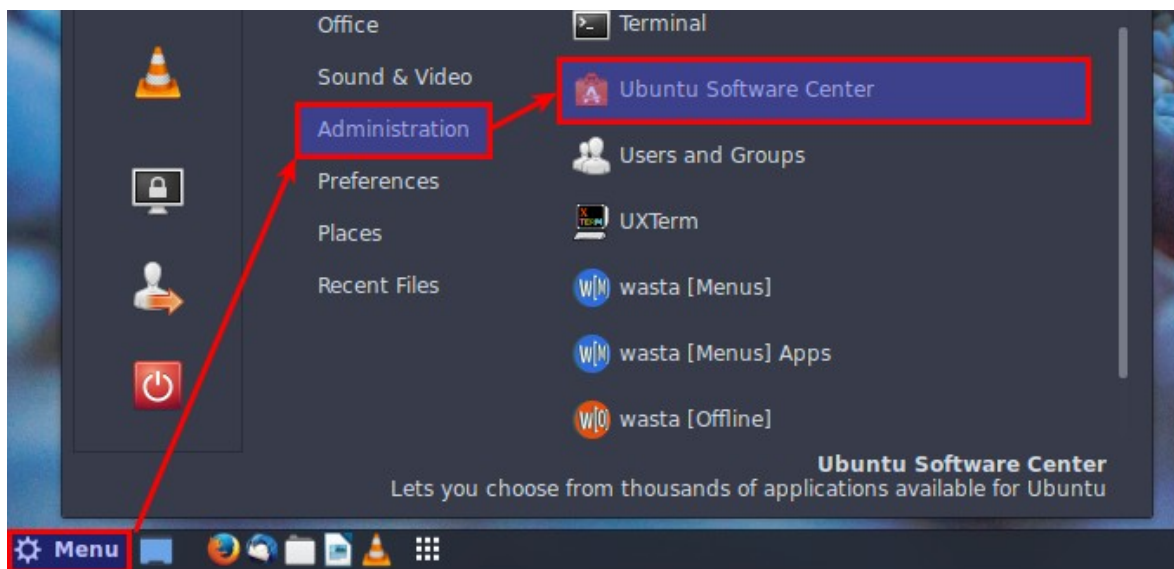 Office
Sound & Video
Administration
Preferences
Places
Recent Files
Terminal
Ubuntu Software Center
Users and Groups
UXTerm
wasta [Menus]
wasta [Menus] Apps
wasta [Offline]
Ubuntu Software Center
Lets you choose from thousands of applications available for Ubuntu
Menu